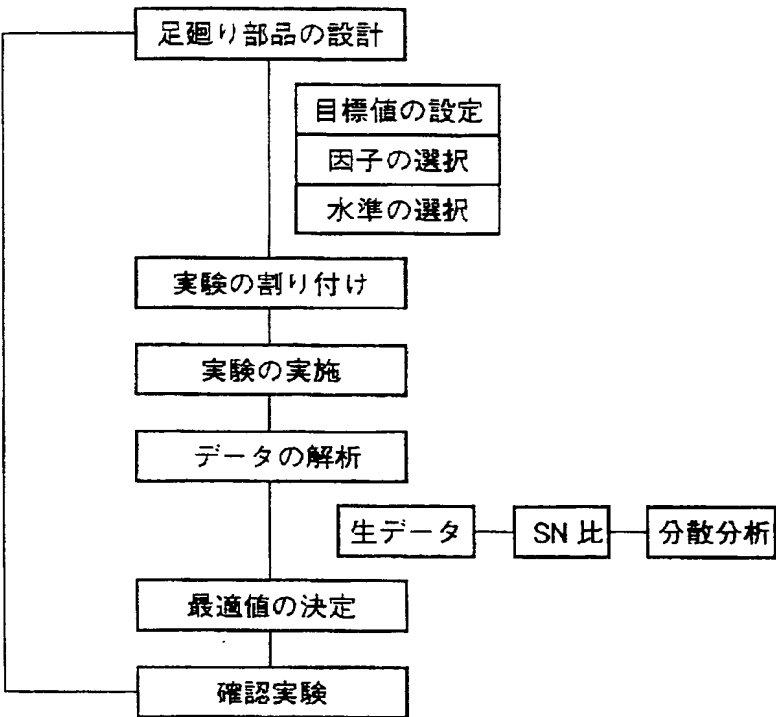 足廻り部品の設計
目標値の設定
因子の選択
水準の選択
実験の割り付け
実験の実施
データの解析
生データ
SN 比
分散分析
最適値の決定
確認実験